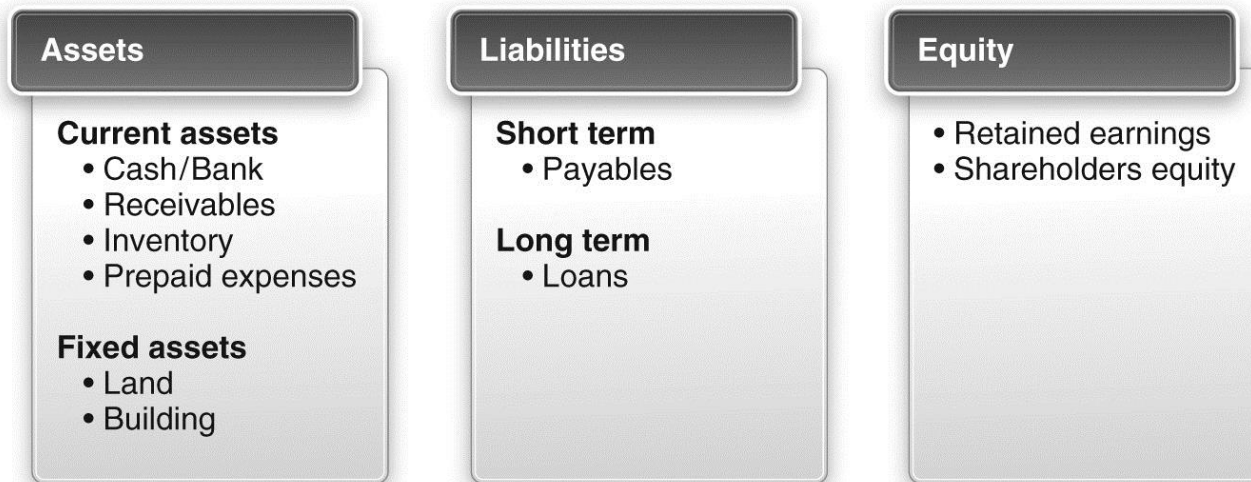 Assets
Current assets
• Cash/Bank
• Receivables
• Inventory
• Prepaid expenses
Fixed assets
• Land
• Building
Liabilities
Short term
• Payables
Long term
• Loans
Equity
• Retained earnings
• Shareholders equity